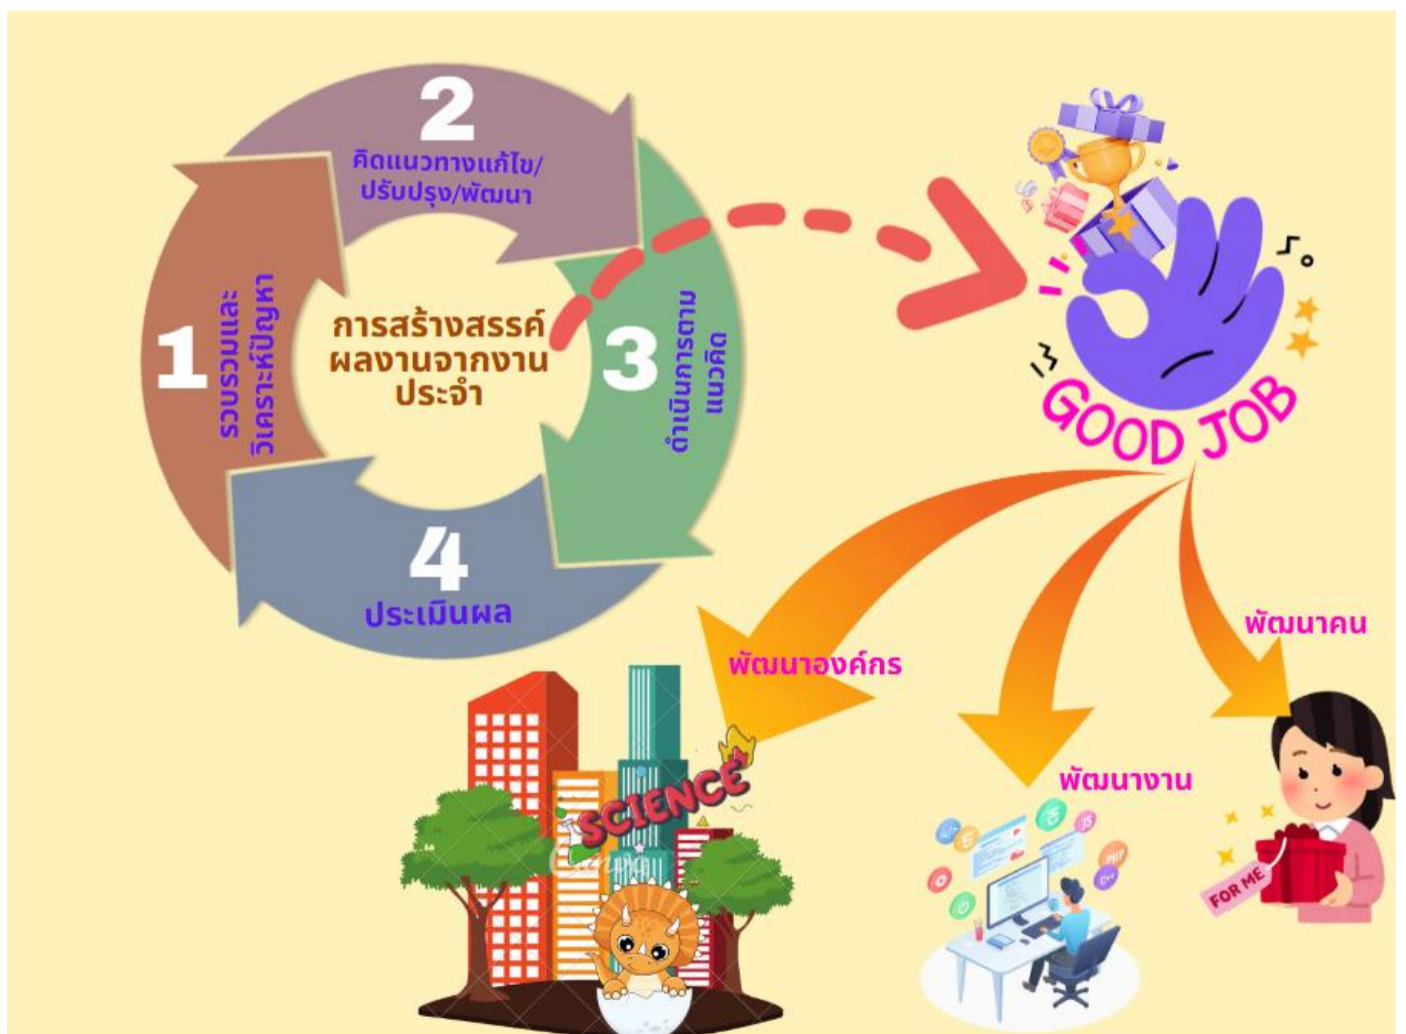 2
คิดแนวทางแก้ไข/
ปรับปรุง/พัฒนา
1
รวบรวมและ
วิเคราะห์ปัญหา
การสร้างสรรค์
ผลงานจากงาน
ประจำ
3
ดำเนินการตาม
แนวคิด
4
ประเมินผล
GOOD JOB
พัฒนาองค์กร
พัฒนางาน
พัฒนาคน
SCIENCE
Canva
JS
PHP
C++
</>
5
FOR ME